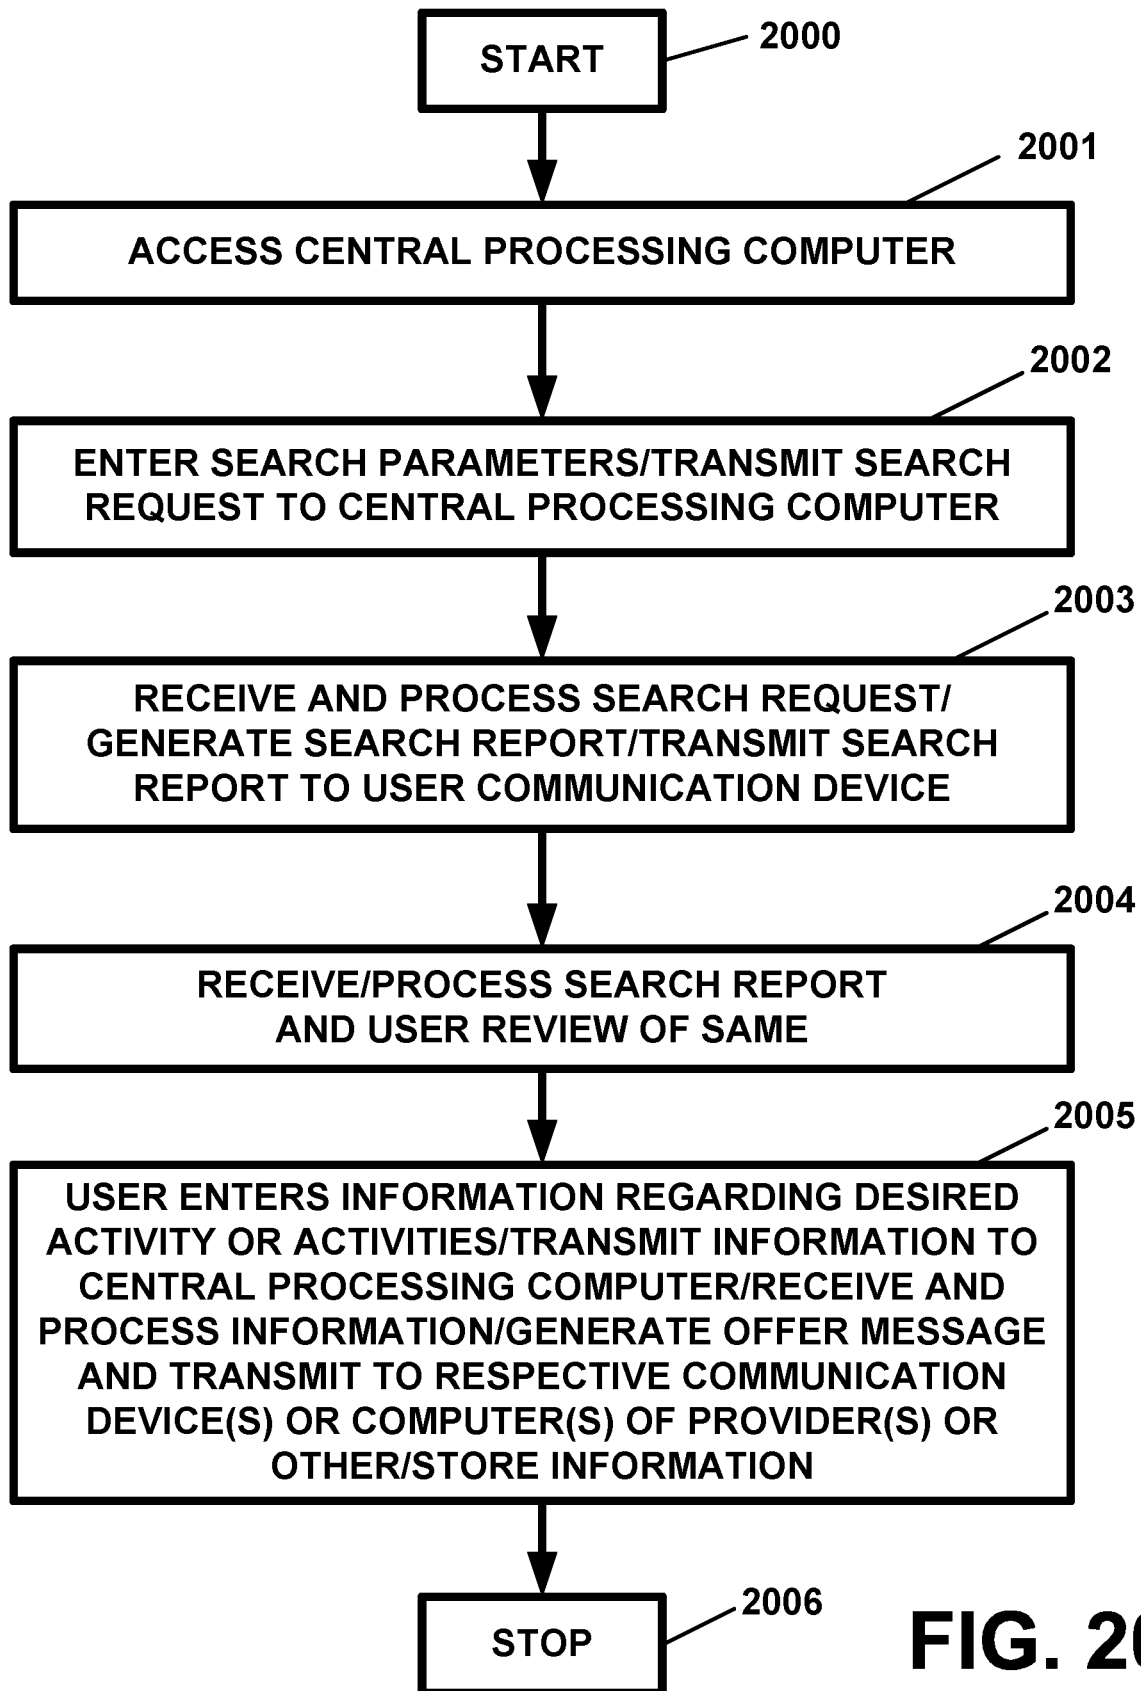 START
2000
2001
ACCESS CENTRAL PROCESSING COMPUTER
2002
ENTER SEARCH PARAMETERS/TRANSMIT SEARCH
REQUEST TO CENTRAL PROCESSING COMPUTER
2003
RECEIVE AND PROCESS SEARCH REQUEST/
GENERATE SEARCH REPORT/TRANSMIT SEARCH
REPORT TO USER COMMUNICATION DEVICE
2004
RECEIVE/PROCESS SEARCH REPORT
AND USER REVIEW OF SAME
2005
USER ENTERS INFORMATION REGARDING DESIRED
ACTIVITY OR ACTIVITIES/TRANSMIT INFORMATION TO
CENTRAL PROCESSING COMPUTER/RECEIVE AND
PROCESS INFORMATION/GENERATE OFFER MESSAGE
AND TRANSMIT TO RESPECTIVE COMMUNICATION
DEVICE(S) OR COMPUTER(S) OF PROVIDER(S) OR
OTHER/STORE INFORMATION
STOP
2006
FIG. 20